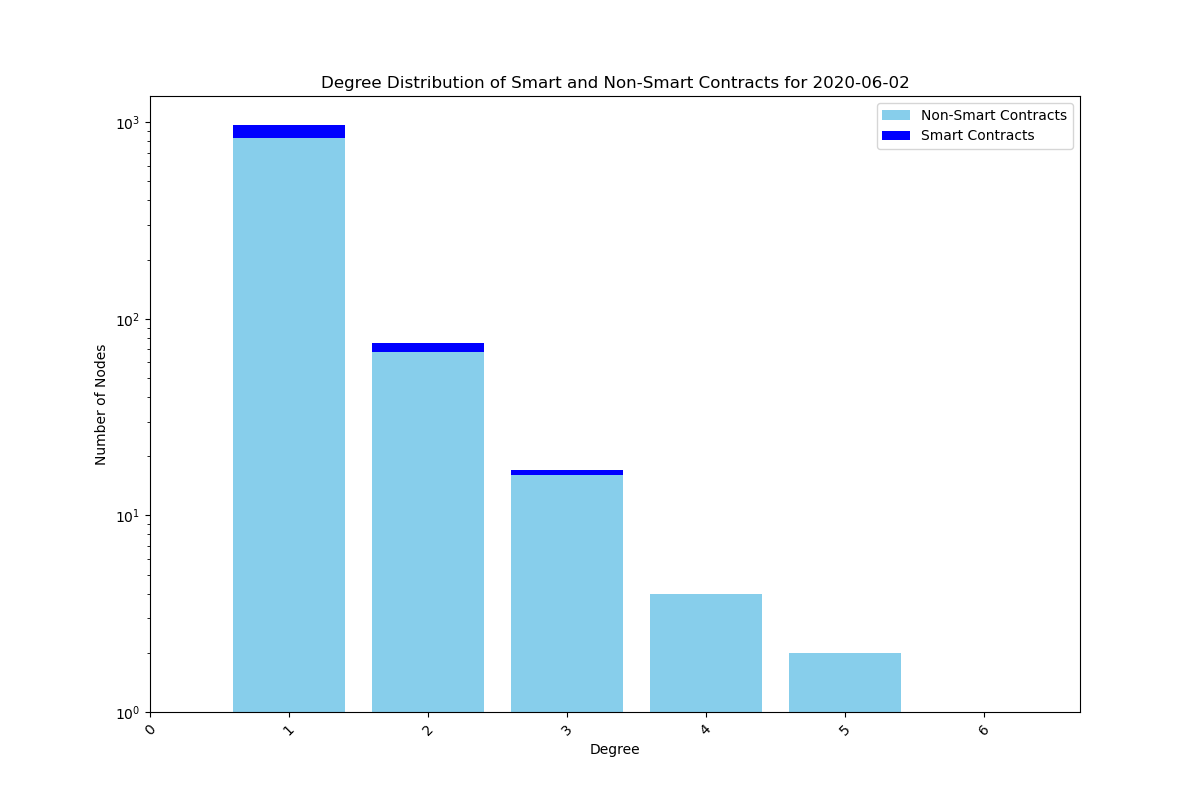 Degree Distribution of Smart and Non-Smart Contracts for 2020-06-02
Non-Smart Contracts
Smart Contracts
10³
10²
10¹
10⁰
Number of Nodes
0 1 2 3 4 5 6
Degree